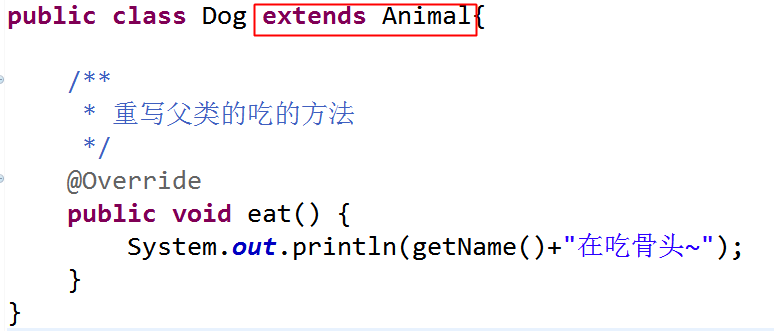 public class Dog extends Animal{
/**
* 重写父类的吃的方法
*/
@Override
public void eat() {
System.out.println(getName()+"在吃骨头~");
}
}